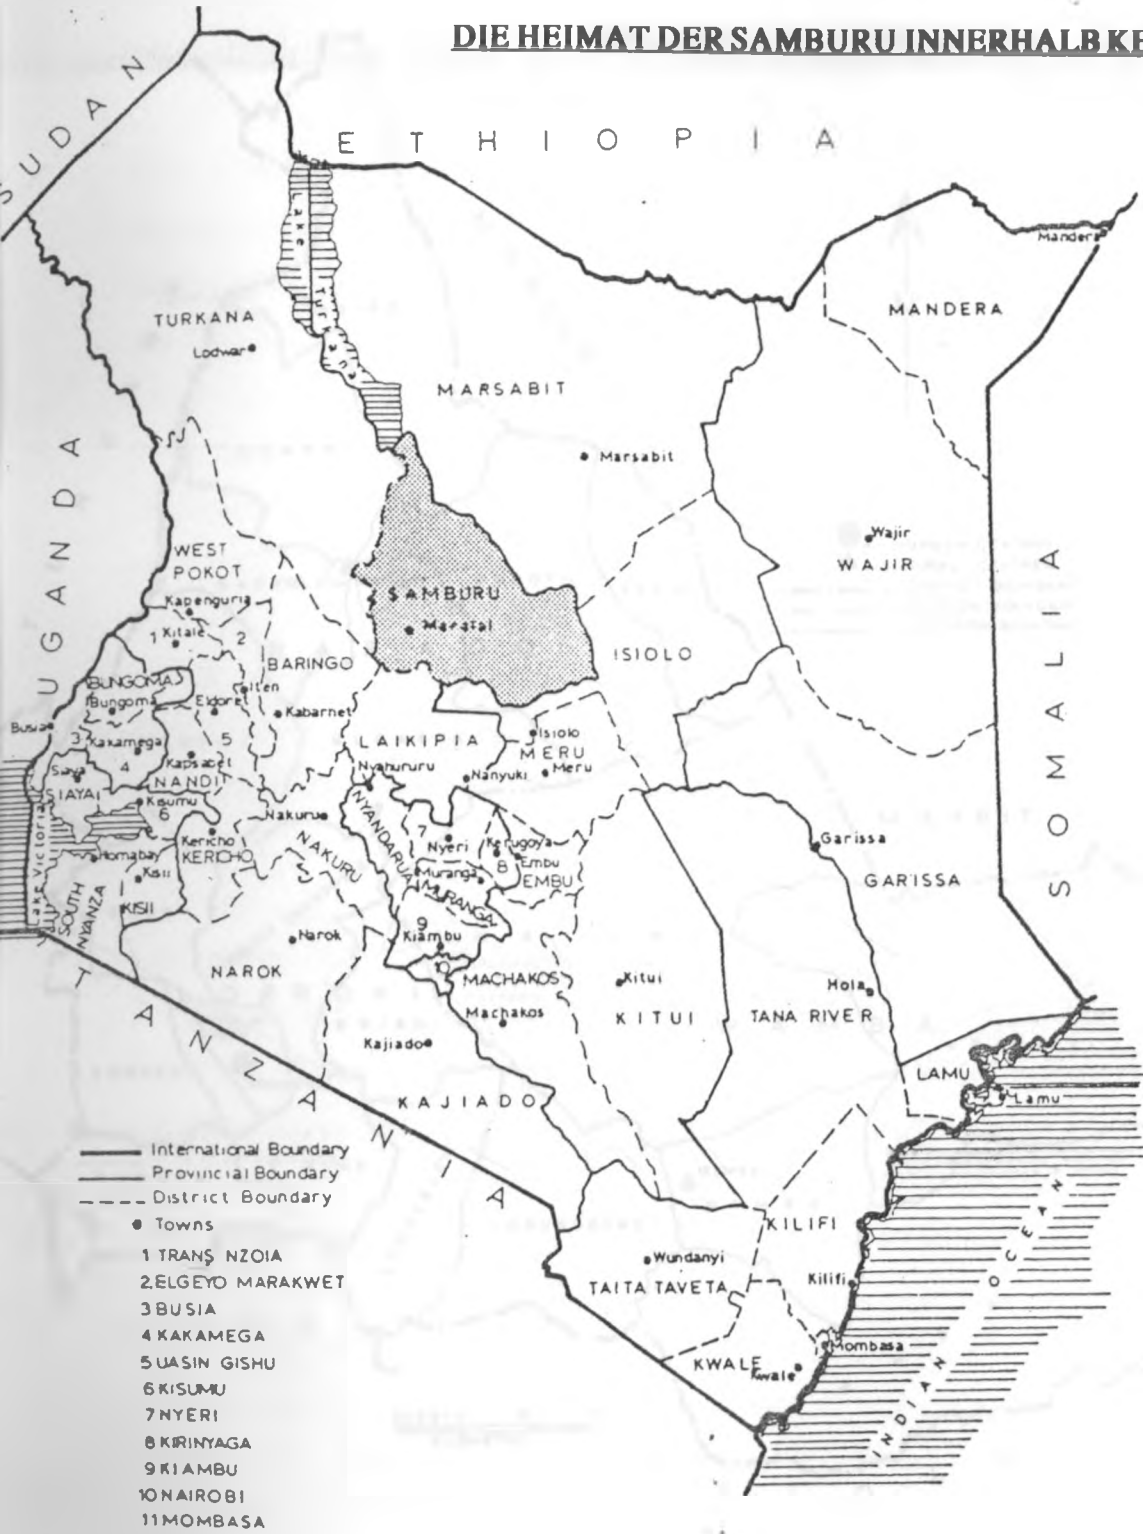 DIE HEIMAT DER SAMBURU INNERHALB KE
SUDAN
ETHIOPIA
Mandera
Lake Turkana
MANDERA
TURKANA
Lodwar
MARSABIT
Marsabit
UGANDA
Wajir
WAJIR
WEST
POKOT
SAMBURU
Maralal
Kapenguria
1 Kitale 2
BARINGO
ISIOLO
SOMALIA
BUNGOMA
Bungoma
Eldoret
Iten
Kabarnet
Busia
3
Kakamega
4
5
Kapsabet
NANDI
LAIKIPIA
Nyahururu
Nanyuki
Isiolo
MERU
Meru
Siaya
SIAYA
Kisumu
6
Nakuru
NAKURU
NYANDARUA
7
Nyeri
Kerugoya
8
Embu
EMBU
Garissa
GARISSA
Lake Victoria
Homabay
Kericho
KERICHO
Kisii
KISII
SOUTH
NYANZA
Muranga
MURANGA
9
Kiambu
10
Narok
NAROK
MACHAKOS
Machakos
Kitui
KITUI
Hola
TANA RIVER
TANZANIA
Kajiado
KAJIADO
LAMU
Lamu
KILIFI
Kilifi
Wundanyi
TAITA TAVETA
Mombasa
KWALE
Kwale
INDIAN OCEAN
International Boundary
Provincial Boundary
District Boundary
Towns
1 TRANS NZOIA
2.ELGEYO MARAKWET
3 BUSIA
4 KAKAMEGA
5 UASIN GISHU
6 KISUMU
7 NYERI
8 KIRINYAGA
9 KIAMBU
10 NAIROBI
11 MOMBASA